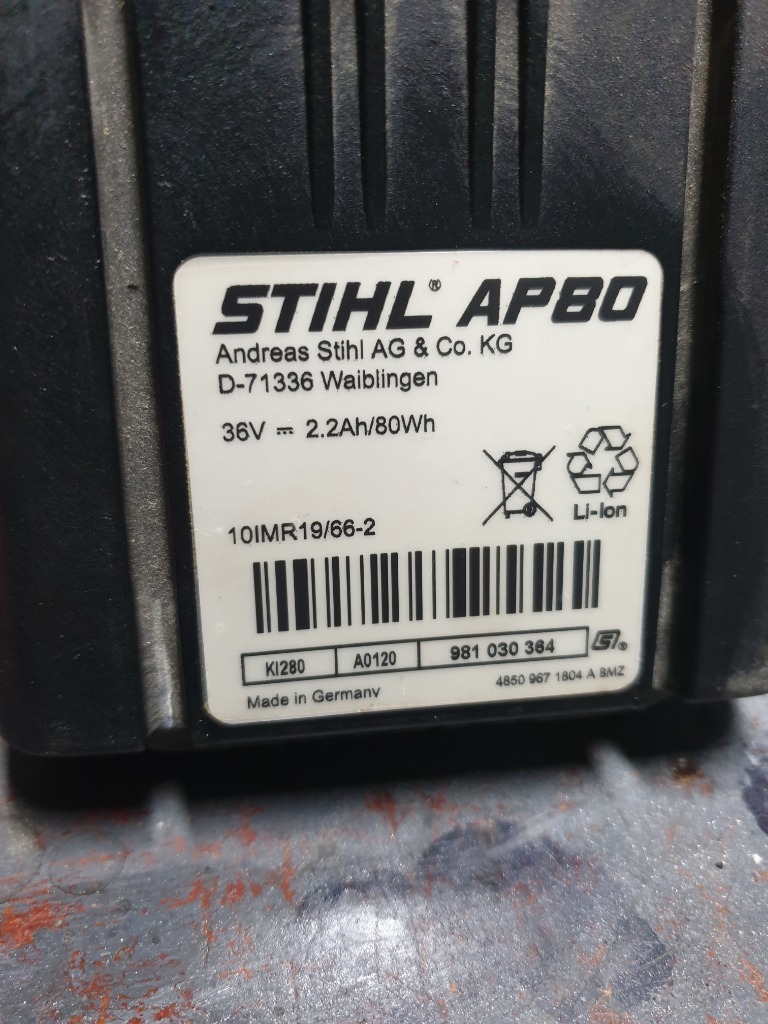 STIHL® AP80
Andreas Stihl AG & Co. KG
D-71336 Waiblingen
36V ⎓ 2.2Ah/80Wh
Li-Ion
10IMR19/66-2
KI280 A0120 981 030 364
Made in Germany
4850 967 1804 A BMZ